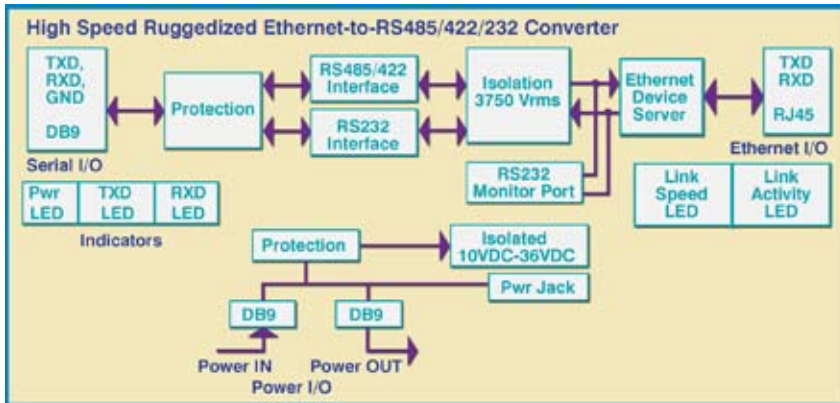 High Speed Ruggedized Ethernet-to-RS485/422/232 Converter
TXD,
RXD,
GND
DB9
Serial I/O
Protection
RS485/422
Interface
RS232
Interface
Isolation
3750 Vrms
Ethernet
Device
Server
TXD
RXD
RJ45
Ethernet I/O
RS232
Monitor Port
Link
Speed
LED
Link
Activity
LED
Pwr
LED
TXD
LED
RXD
LED
Indicators
Protection
Isolated
10VDC-36VDC
Pwr Jack
DB9
DB9
Power IN
Power OUT
Power I/O